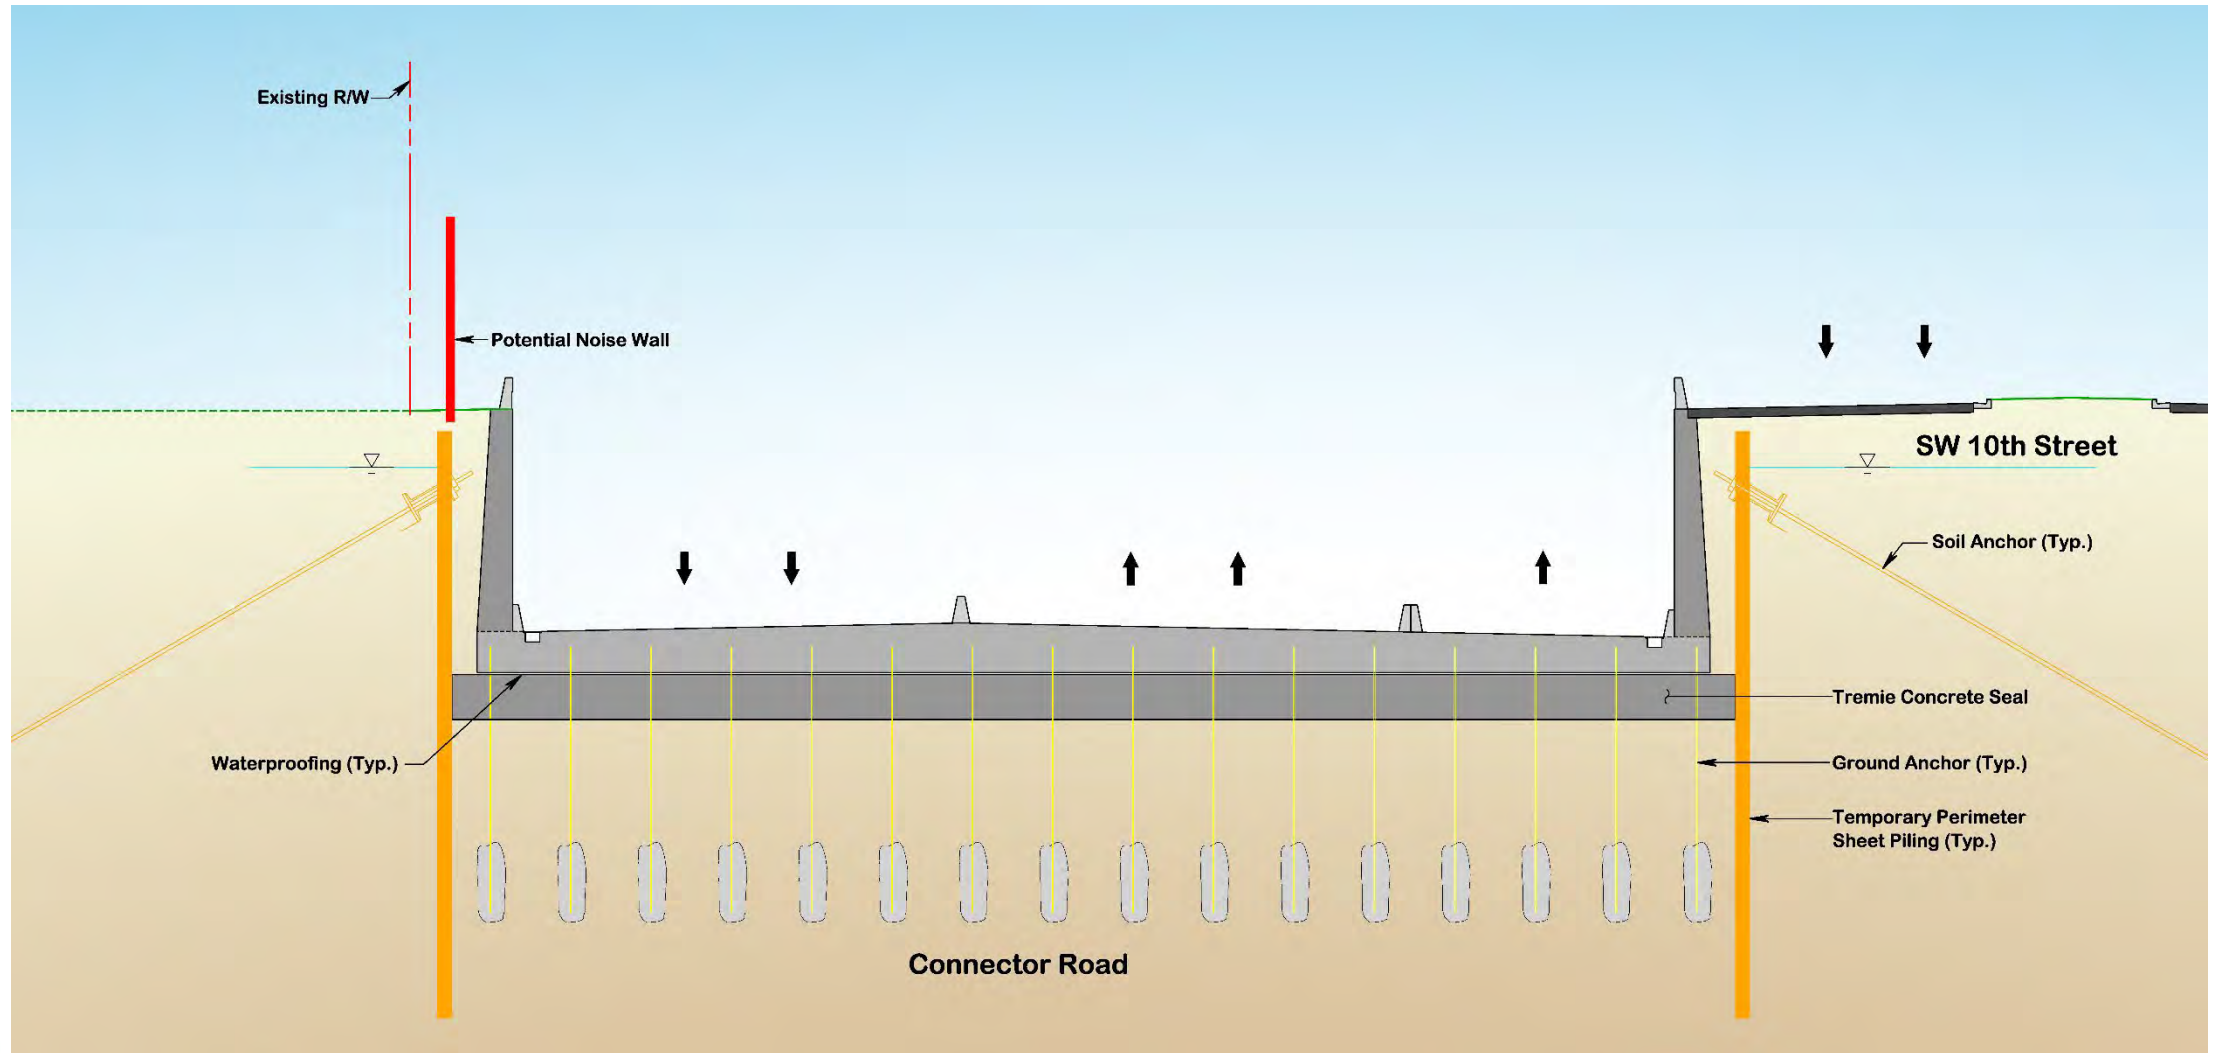 Existing R/W
Potential Noise Wall
SW 10th Street
Soil Anchor (Typ.)
Tremie Concrete Seal
Waterproofing (Typ.)
Ground Anchor (Typ.)
Temporary Perimeter
Sheet Piling (Typ.)
Connector Road